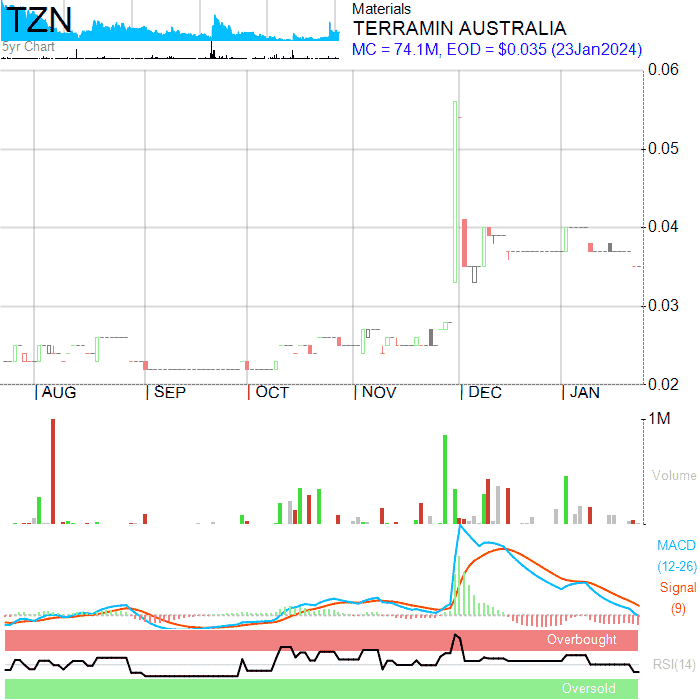 TZN
5yr Chart
Materials
TERRAMIN AUSTRALIA
MC = 74.1M, EOD = $0.035 (23Jan2024)
0.06
0.05
0.04
0.03
0.02
AUG SEP OCT NOV DEC JAN
1M
Volume
MACD
(12-26)
Signal
(9)
Overbought
RSI(14)
Oversold